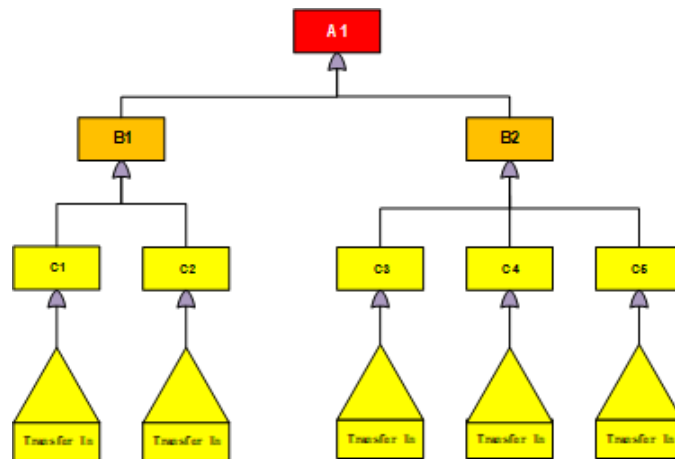 A1
B1
B2
C1
C2
C3
C4
C5
Transfer In
Transfer In
Transfer In
Transfer In
Transfer In